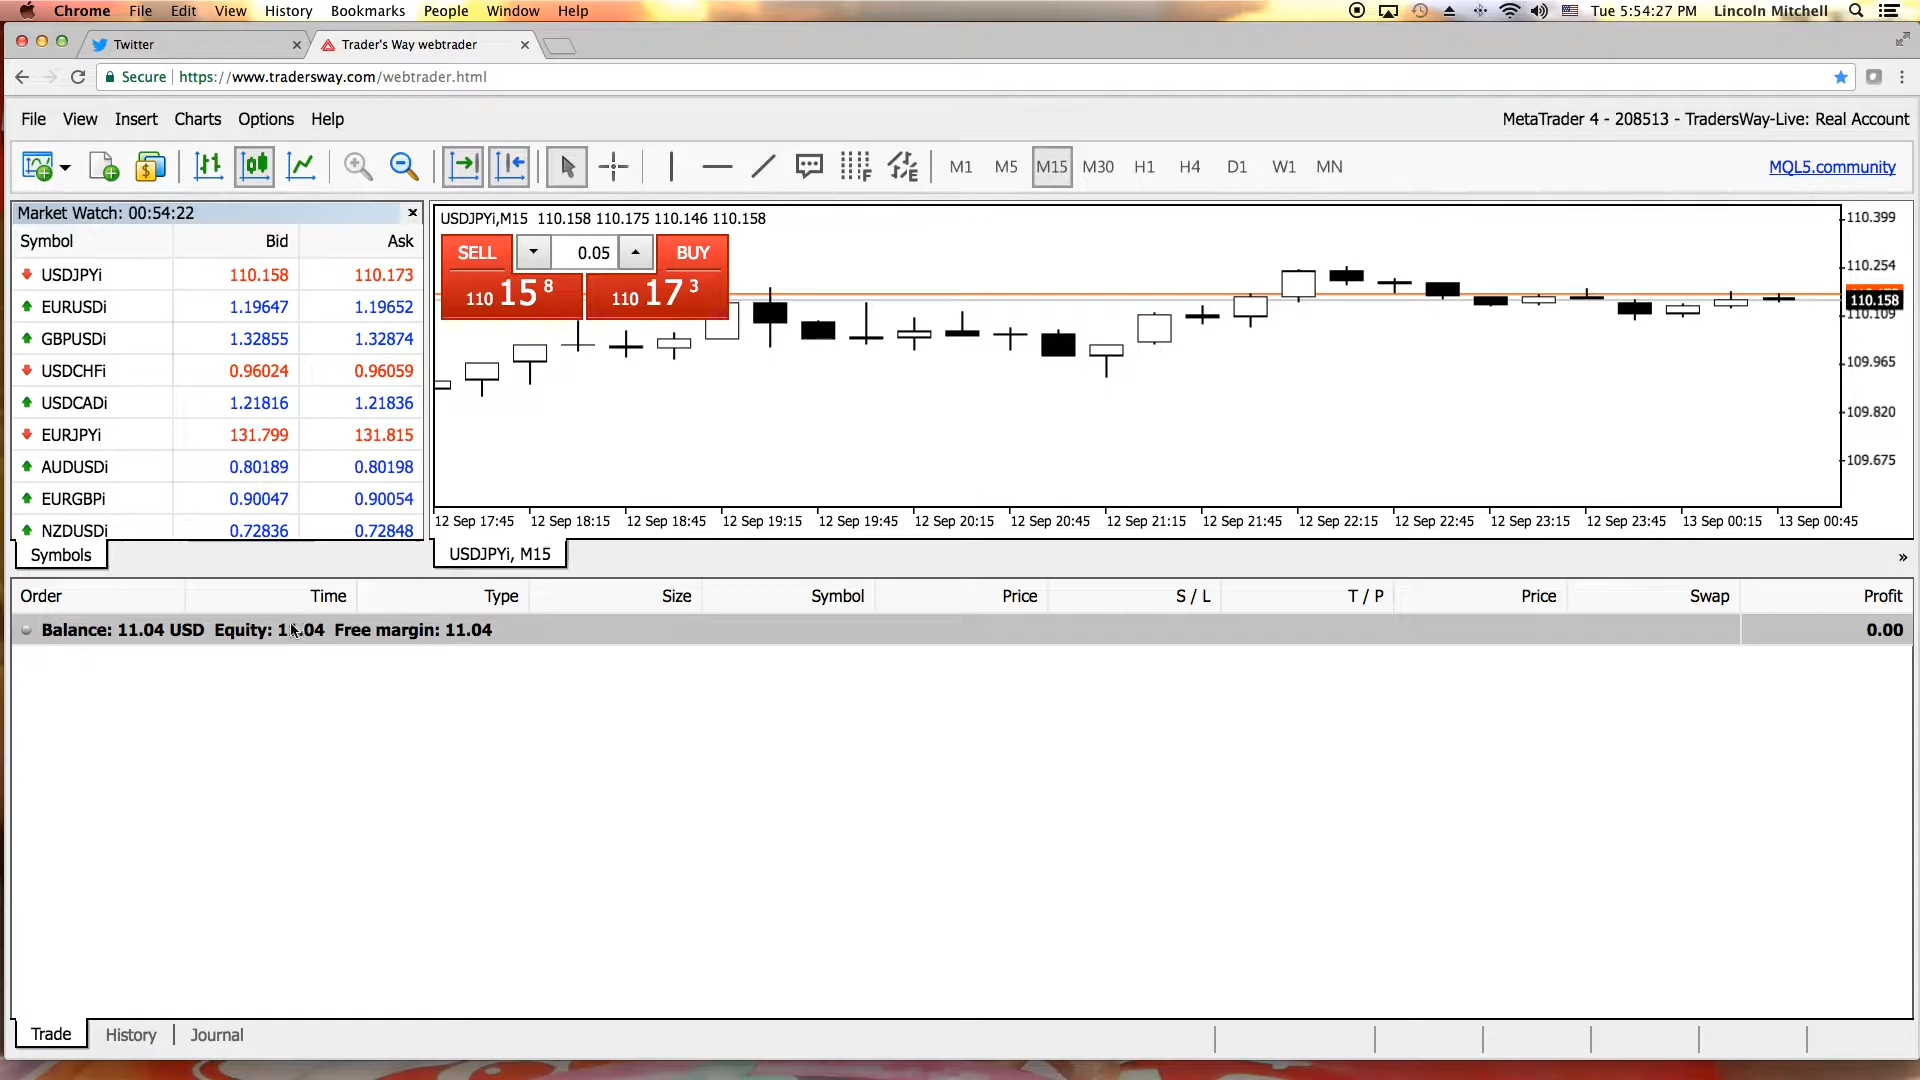 Chrome File Edit View History Bookmarks People Window Help Tue 5:54:27 PM Lincoln Mitchell
Twitter Trader's Way webtrader
Secure https://www.tradersway.com/webtrader.html
File View Insert Charts Options Help MetaTrader 4 - 208513 - TradersWay-Live: Real Account
M1 M5 M15 M30 H1 H4 D1 W1 MN MQL5.community
Market Watch: 00:54:22
Symbol Bid Ask
USDJPYi 110.158 110.173
EURUSDi 1.19647 1.19652
GBPUSDi 1.32855 1.32874
USDCHFi 0.96024 0.96059
USDCADi 1.21816 1.21836
EURJPYi 131.799 131.815
AUDUSDi 0.80189 0.80198
EURGBPi 0.90047 0.90054
NZDUSDi 0.72836 0.72848
Symbols
USDJPYi,M15 110.158 110.175 110.146 110.158
SELL 0.05 BUY
110 15 8 110 17 3
110.399
110.254
110.158
110.109
109.965
109.820
109.675
12 Sep 17:45 12 Sep 18:15 12 Sep 18:45 12 Sep 19:15 12 Sep 19:45 12 Sep 20:15 12 Sep 20:45 12 Sep 21:15 12 Sep 21:45 12 Sep 22:15 12 Sep 22:45 12 Sep 23:15 12 Sep 23:45 13 Sep 00:15 13 Sep 00:45
USDJPYi, M15 »
Order Time Type Size Symbol Price S / L T / P Price Swap Profit
Balance: 11.04 USD Equity: 11.04 Free margin: 11.04 0.00
Trade History Journal